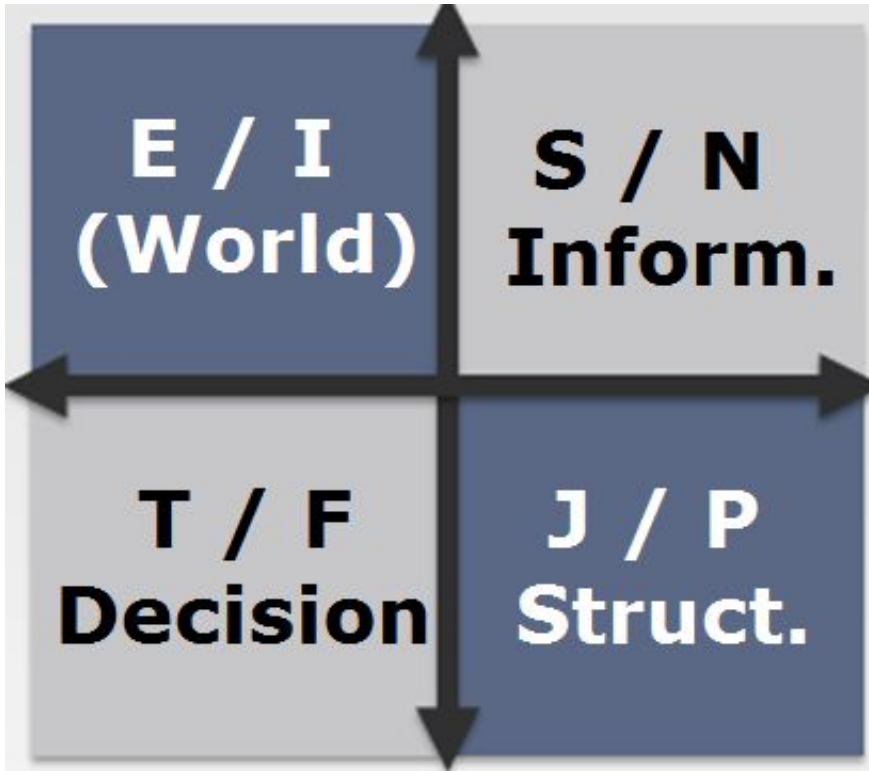 E / I
(World)
S / N
Inform.
T / F
Decision
J / P
Struct.